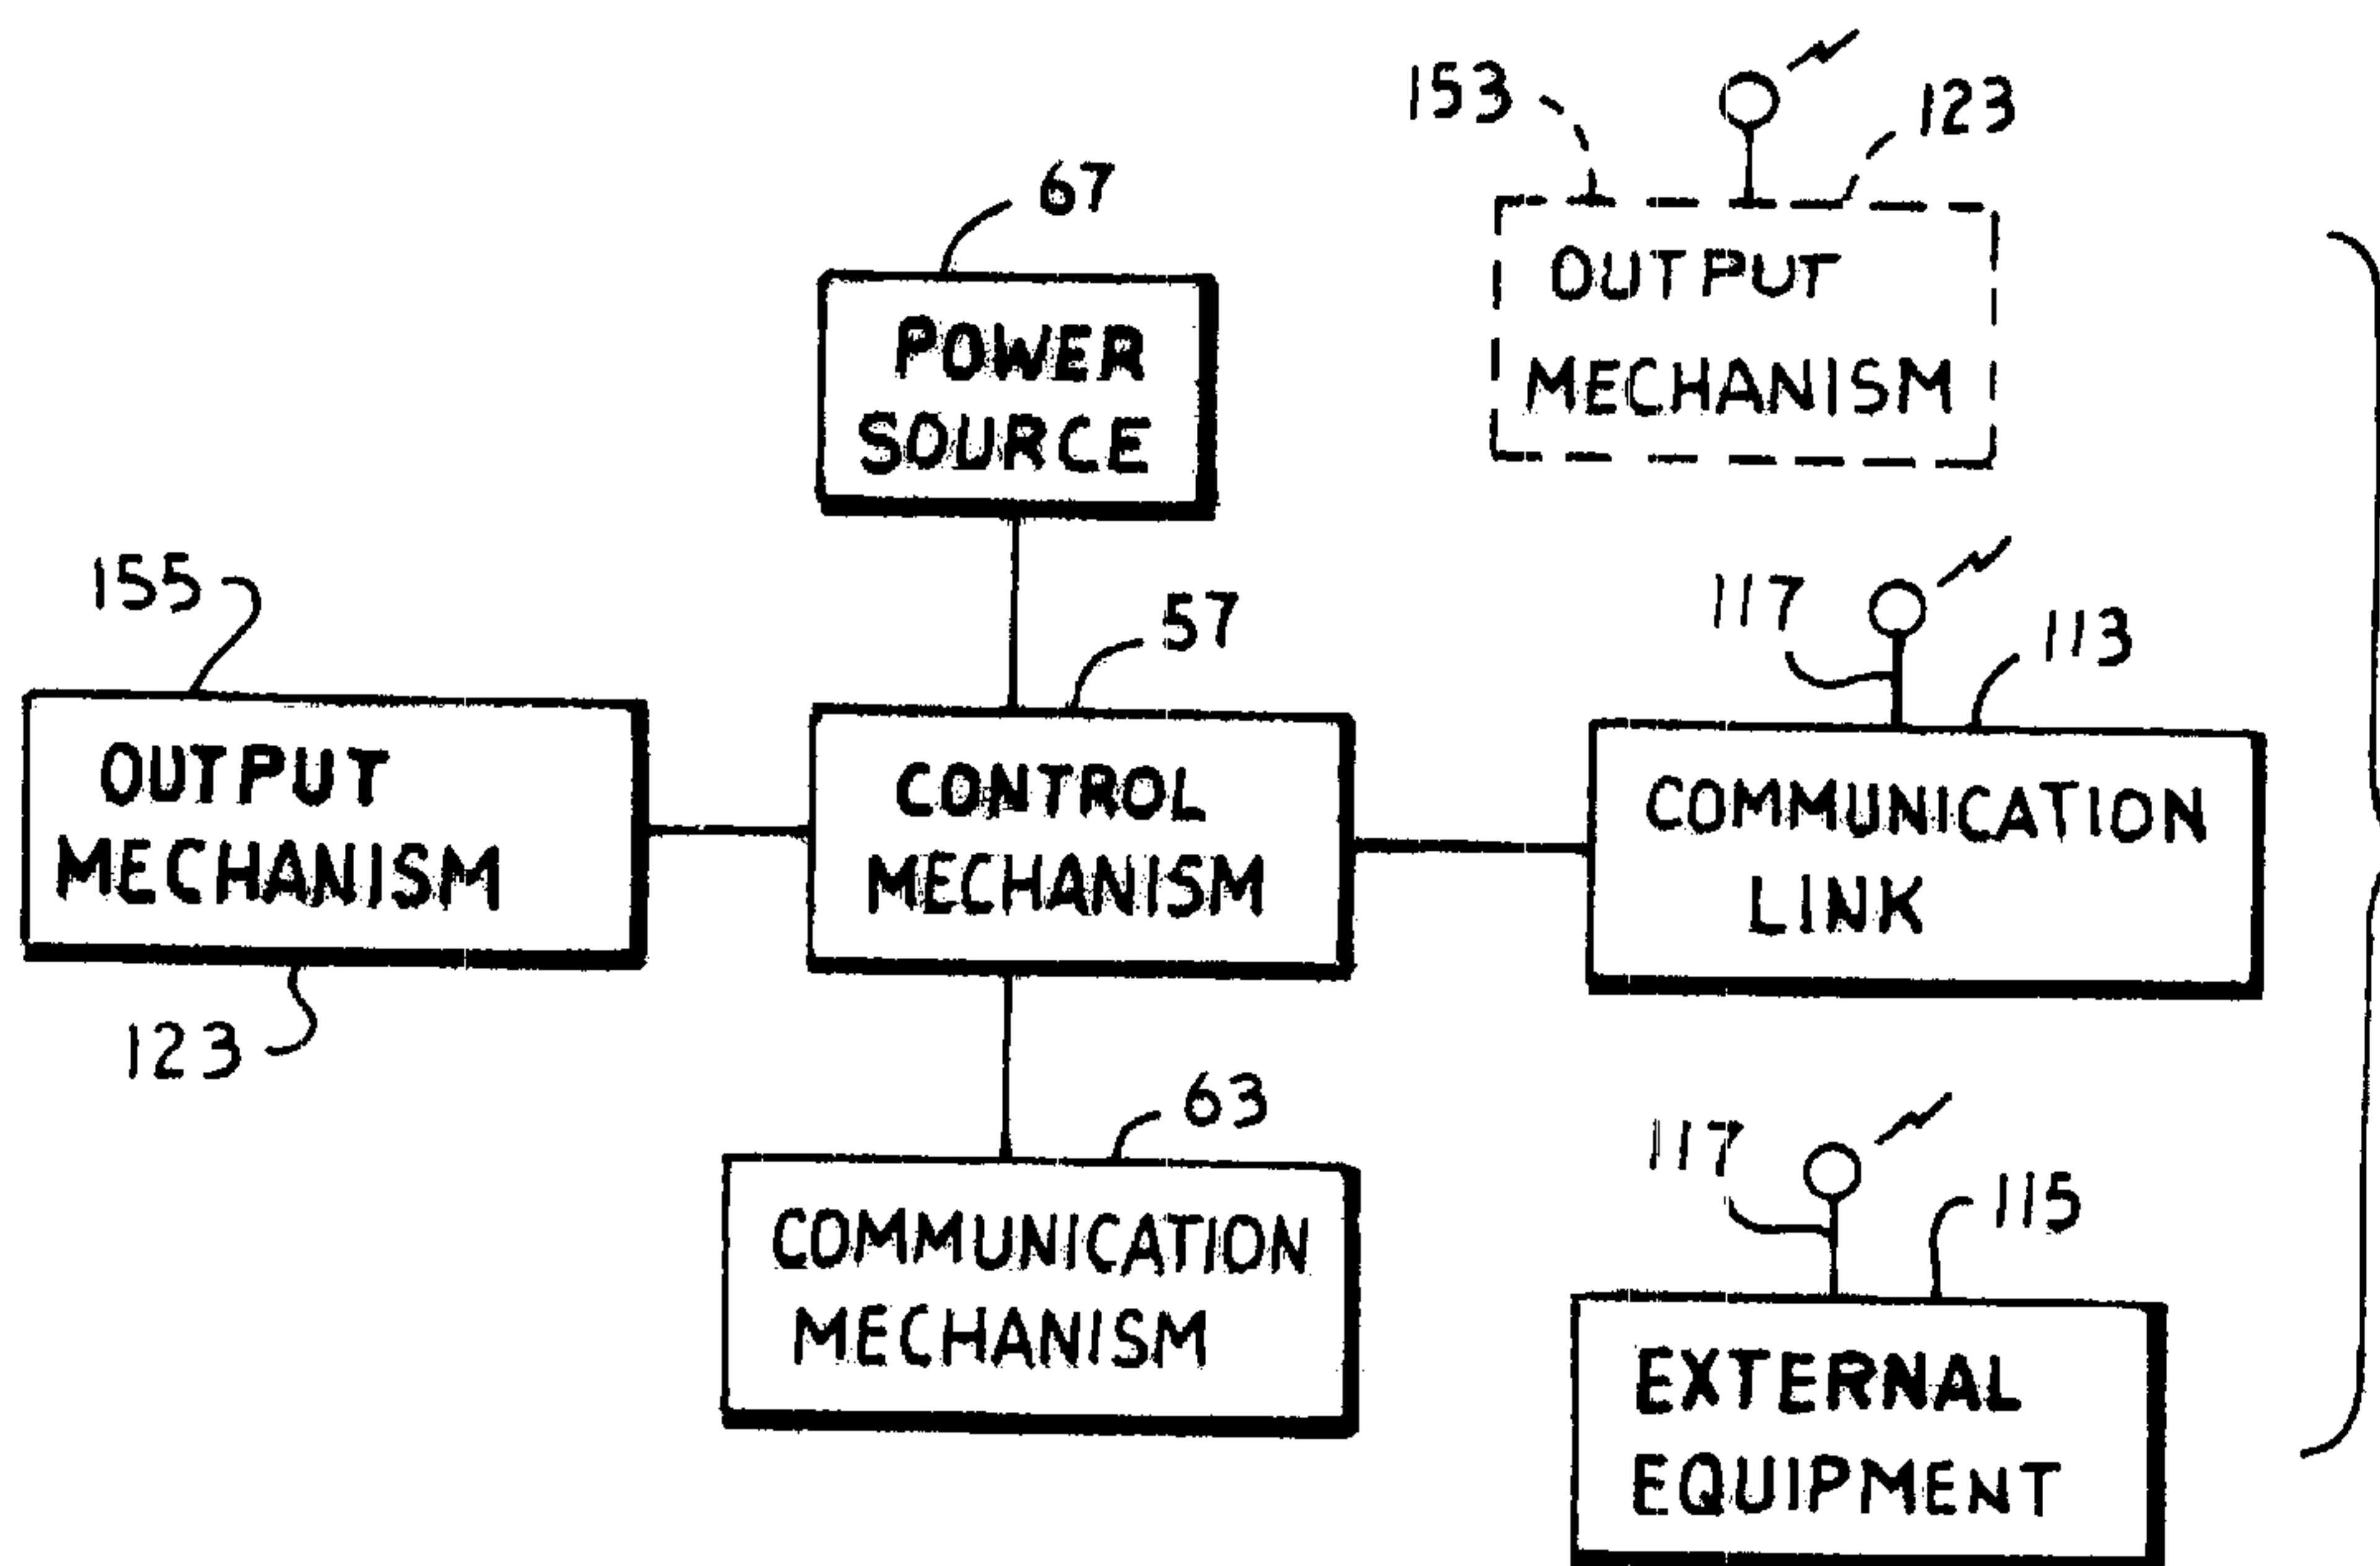 153
123
67
OUTPUT
MECHANISM
POWER
SOURCE
155
57
117
113
OUTPUT
MECHANISM
CONTROL
MECHANISM
COMMUNICATION
LINK
123
63
117
115
COMMUNICATION
MECHANISM
EXTERNAL
EQUIPMENT